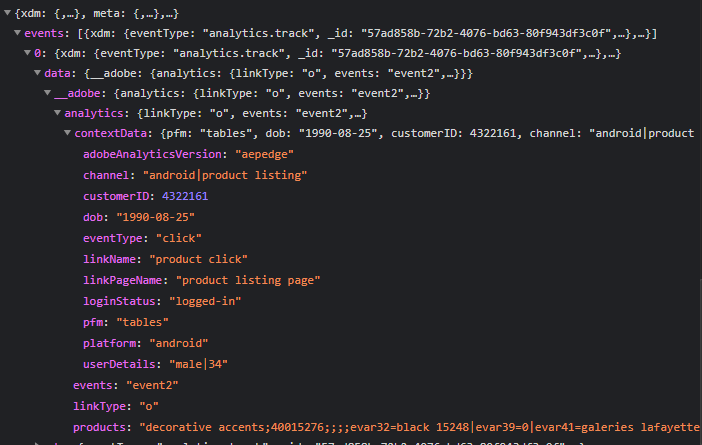 {xdm: {,…}, meta: {,…},…}
events: [{xdm: {eventType: "analytics.track", _id: "57ad858b-72b2-4076-bd63-80f943df3c0f",…},…},…]
0: {xdm: {eventType: "analytics.track", _id: "57ad858b-72b2-4076-bd63-80f943df3c0f",…},…}
data: {__adobe: {analytics: {linkType: "o", events: "event2",…}}}
__adobe: {analytics: {linkType: "o", events: "event2",…}}
analytics: {linkType: "o", events: "event2",…}
contextData: {pfm: "tables", dob: "1990-08-25", customerID: 4322161, channel: "android|product
adobeAnalyticsVersion: "aepedge"
channel: "android|product listing"
customerID: 4322161
dob: "1990-08-25"
eventType: "click"
linkName: "product click"
linkPageName: "product listing page"
loginStatus: "logged-in"
pfm: "tables"
platform: "android"
userDetails: "male|34"
events: "event2"
linkType: "o"
products: "decorative accents;40015276;;;;evar32=black 15248|evar39=0|evar41=galeries lafayette